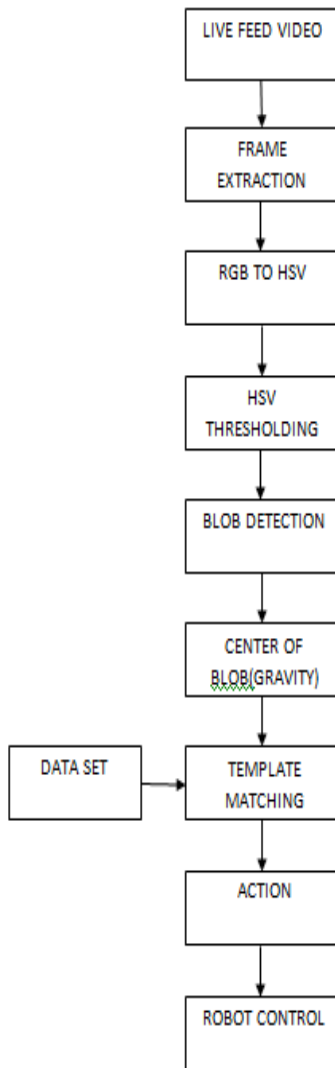 LIVE FEED VIDEO
FRAME
EXTRACTION
RGB TO HSV
HSV
THRESHOLDING
BLOB DETECTION
CENTER OF
BLOB(GRAVITY)
DATA SET
TEMPLATE
MATCHING
ACTION
ROBOT CONTROL